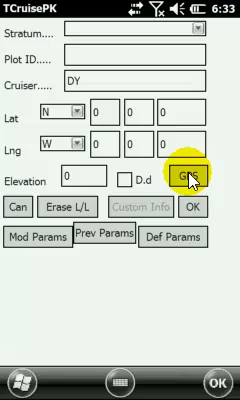 TCruisePK 6:33
Stratum....
Plot ID.....
Cruiser..... DY
Lat N 0 0 0
Lng W 0 0 0
Elevation 0 D.d GPS
Can Erase L/L Custom Info OK
Mod Params Prev Params Def Params
OK